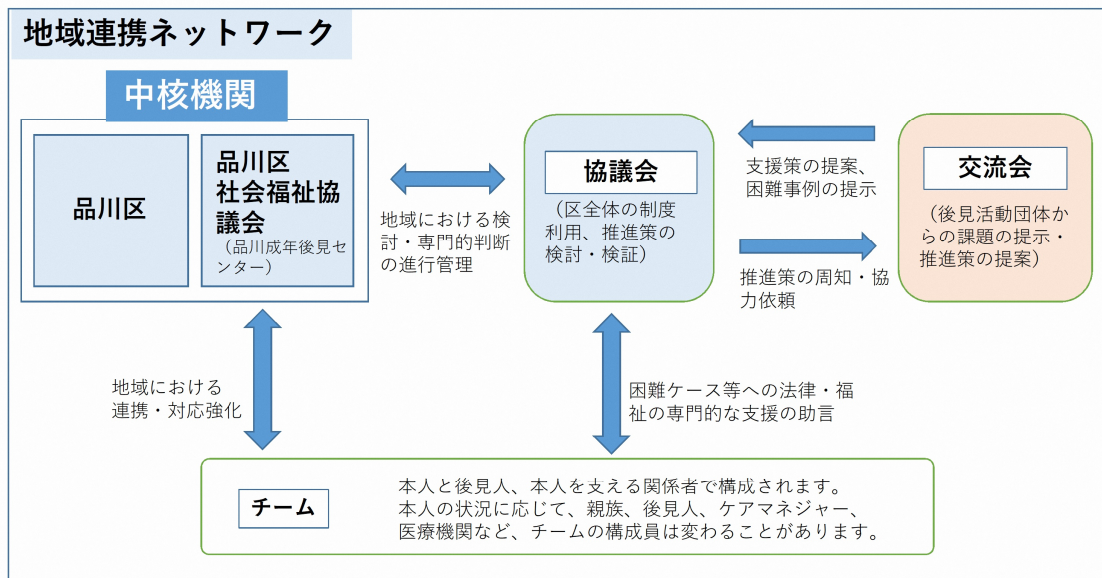 地域連携ネットワーク
中核機関
品川区
品川区
社会福祉協
議会
（品川成年後見セ
ンター）
地域における検
討・専門的判断
の進行管理
協議会
（区全体の制度
利用、推進策の
検討・検証）
支援策の提案、
困難事例の提示
推進策の周知・協
力依頼
交流会
（後見活動団体か
らの課題の提示・
推進策の提案）
地域における
連携・対応強化
困難ケース等への法律・福
祉の専門的な支援の助言
チーム
本人と後見人、本人を支える関係者で構成されます。
本人の状況に応じて、親族、後見人、ケアマネジャー、
医療機関など、チームの構成員は変わることがあります。